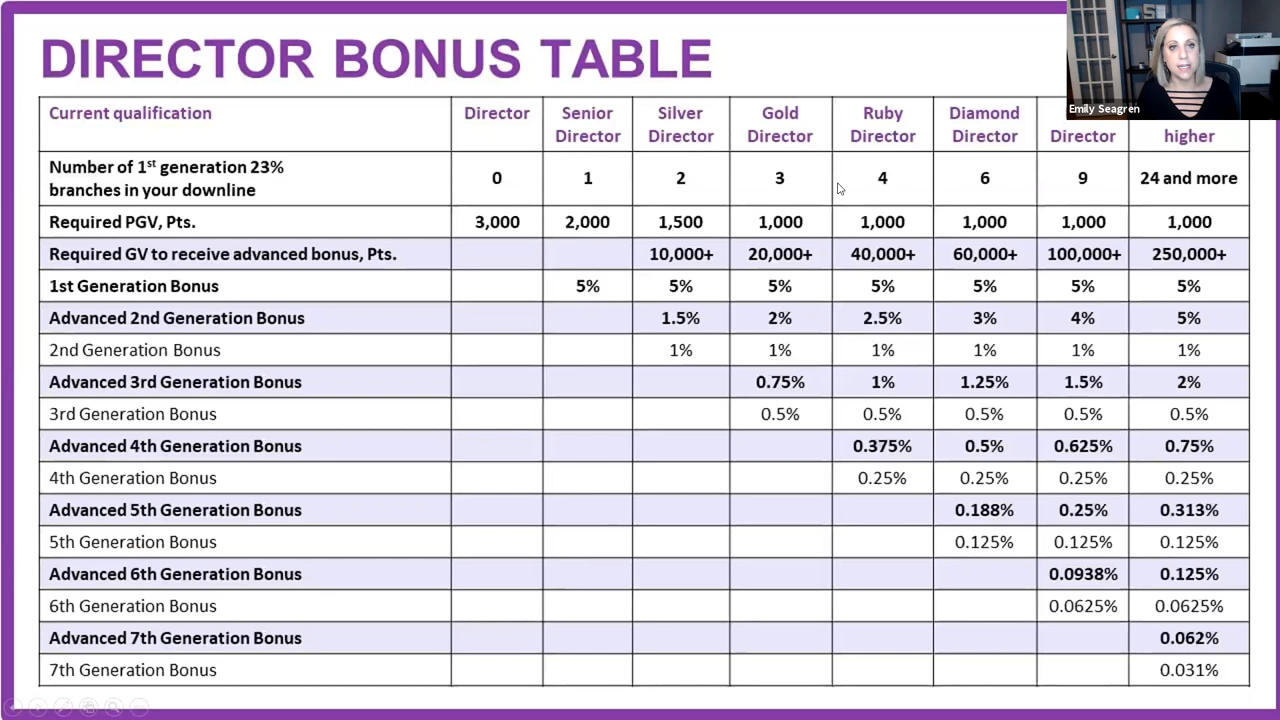 DIRECTOR BONUS TABLE
Emily Seagren
Current qualification Director Senior Director Silver Director Gold Director Ruby Director Diamond Director Director higher
Number of 1st generation 23% branches in your downline 0 1 2 3 4 6 9 24 and more
Required PGV, Pts. 3,000 2,000 1,500 1,000 1,000 1,000 1,000 1,000
Required GV to receive advanced bonus, Pts. 10,000+ 20,000+ 40,000+ 60,000+ 100,000+ 250,000+
1st Generation Bonus 5% 5% 5% 5% 5% 5% 5%
Advanced 2nd Generation Bonus 1.5% 2% 2.5% 3% 4% 5%
2nd Generation Bonus 1% 1% 1% 1% 1% 1%
Advanced 3rd Generation Bonus 0.75% 1% 1.25% 1.5% 2%
3rd Generation Bonus 0.5% 0.5% 0.5% 0.5% 0.5%
Advanced 4th Generation Bonus 0.375% 0.5% 0.625% 0.75%
4th Generation Bonus 0.25% 0.25% 0.25% 0.25%
Advanced 5th Generation Bonus 0.188% 0.25% 0.313%
5th Generation Bonus 0.125% 0.125% 0.125%
Advanced 6th Generation Bonus 0.0938% 0.125%
6th Generation Bonus 0.0625% 0.0625%
Advanced 7th Generation Bonus 0.062%
7th Generation Bonus 0.031%